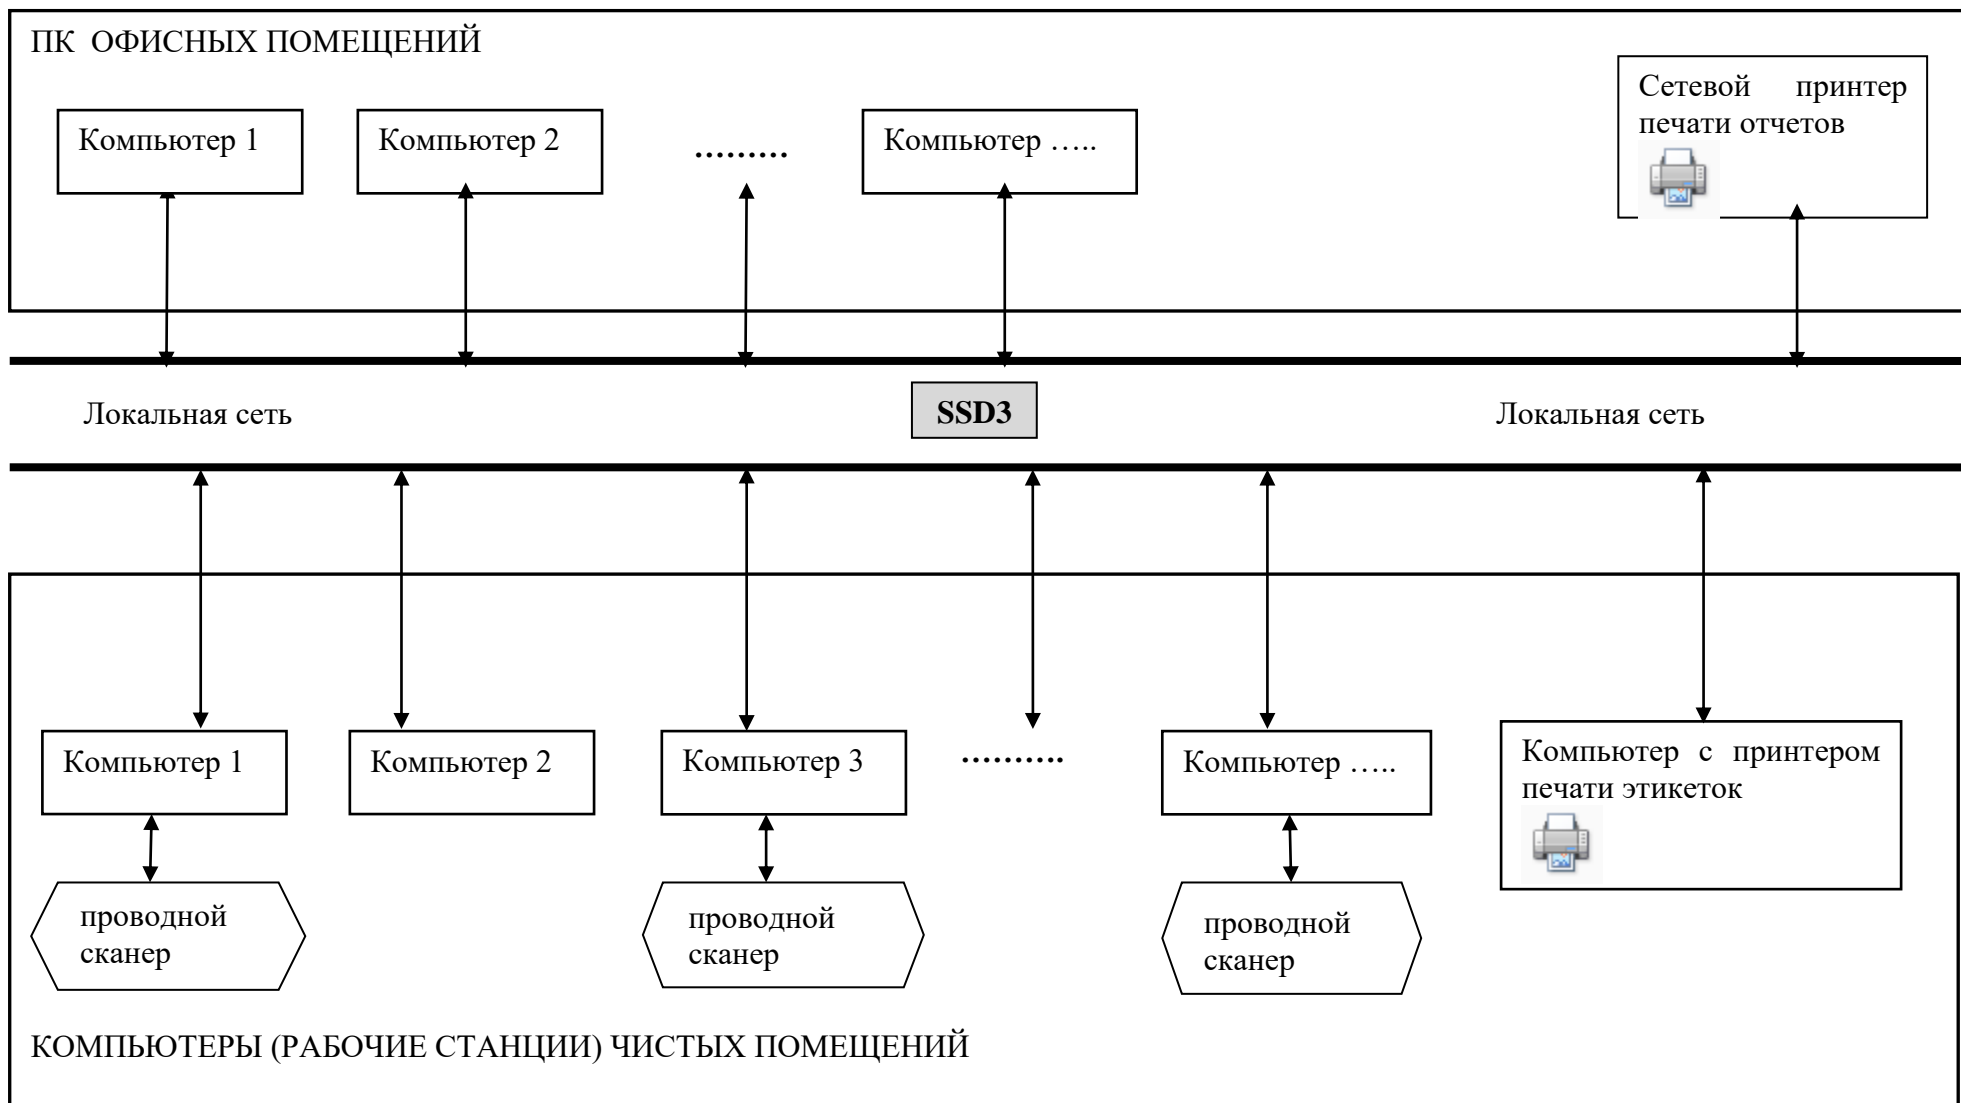 ПК ОФИСНЫХ ПОМЕЩЕНИЙ
Сетевой принтер
печати отчетов
Компьютер 1
Компьютер 2
.........
Компьютер …..
Локальная сеть
SSD3
Локальная сеть
Компьютер 1
Компьютер 2
Компьютер 3
..........
Компьютер …..
Компьютер с принтером
печати этикеток
проводной
сканер
проводной
сканер
проводной
сканер
КОМПЬЮТЕРЫ (РАБОЧИЕ СТАНЦИИ) ЧИСТЫХ ПОМЕЩЕНИЙ